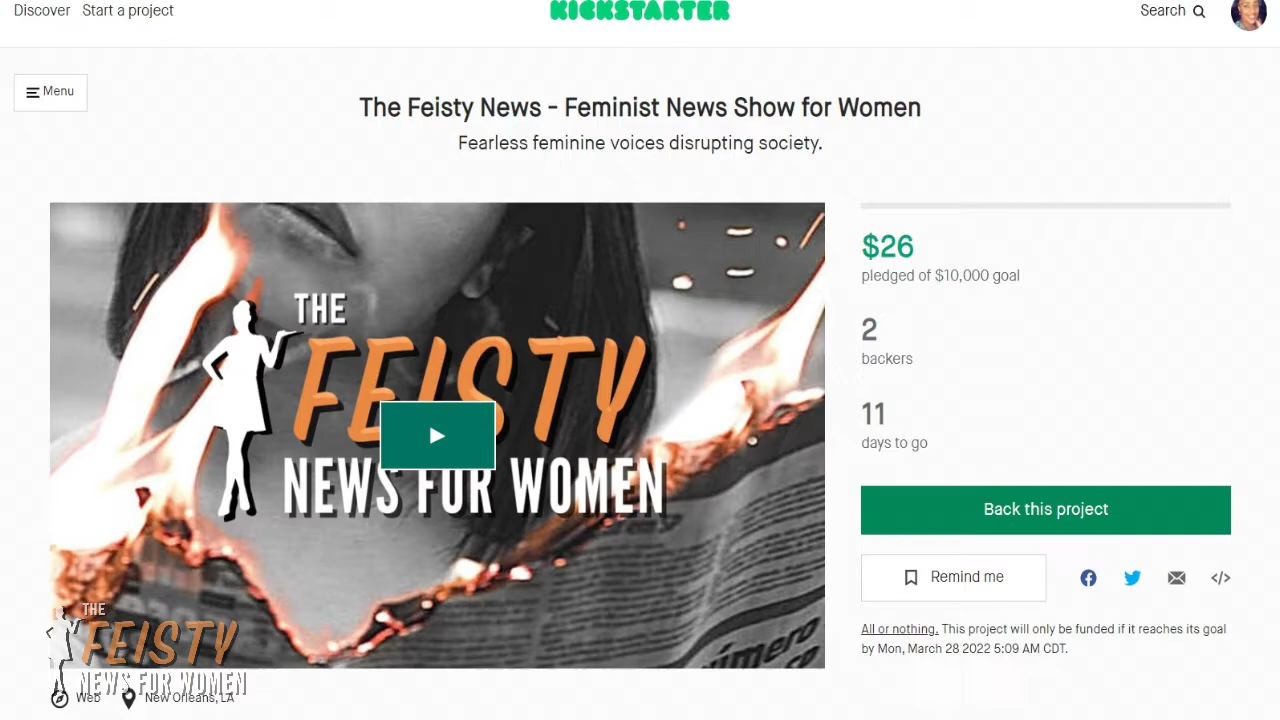 Discover Start a project
KICKSTARTER
Search
Menu
The Feisty News - Feminist News Show for Women
Fearless feminine voices disrupting society.
THE
FEISTY
NEWS FOR WOMEN
$26
pledged of $10,000 goal
2
backers
11
days to go
Back this project
Remind me
All or nothing. This project will only be funded if it reaches its goal
by Mon, March 28 2022 5:09 AM CDT.
número
THE
FEISTY
NEWS FOR WOMEN
Web New Orleans, LA